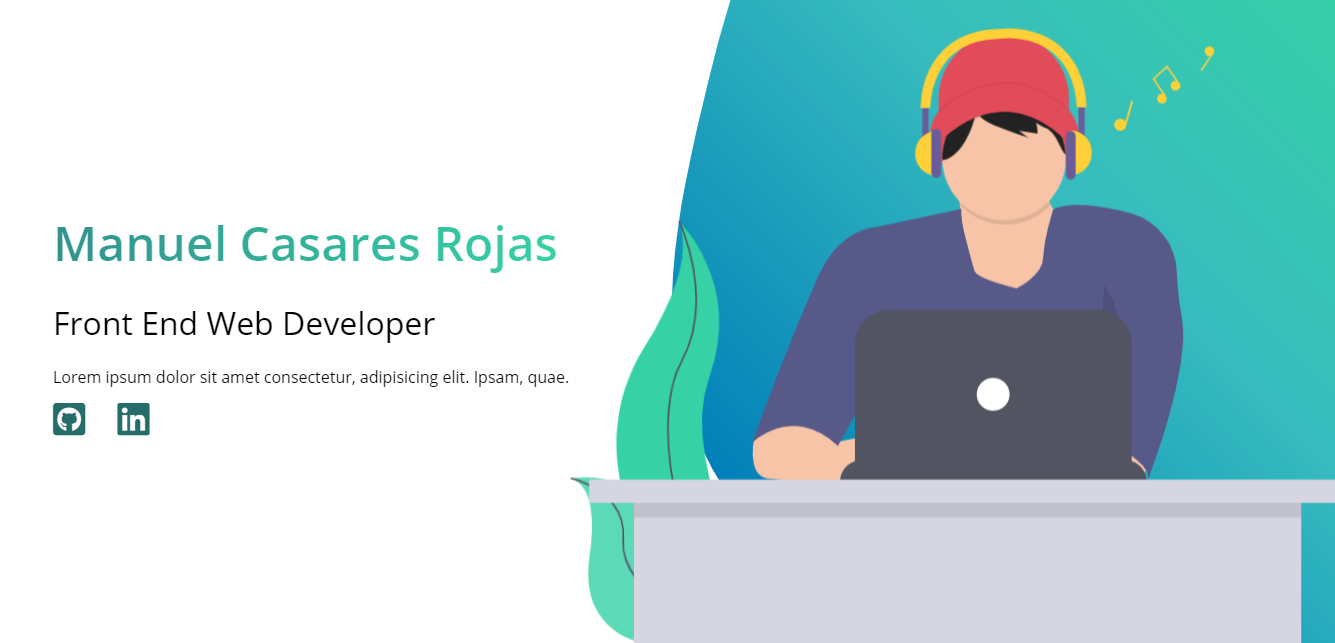 Manuel Casares Rojas
Front End Web Developer
Lorem ipsum dolor sit amet consectetur, adipisicing elit. Ipsam, quae.
in